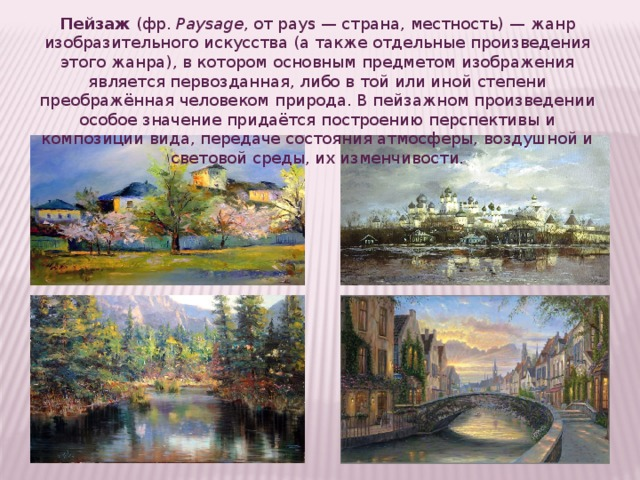 Пейзаж (фр. Paysage, от pays — страна, местность) — жанр
изобразительного искусства (а также отдельные произведения
этого жанра), в котором основным предметом изображения
является первозданная, либо в той или иной степени
преображённая человеком природа. В пейзажном произведении
особое значение придаётся построению перспективы и
композиции вида, передаче состояния атмосферы, воздушной и
световой среды, их изменчивости.